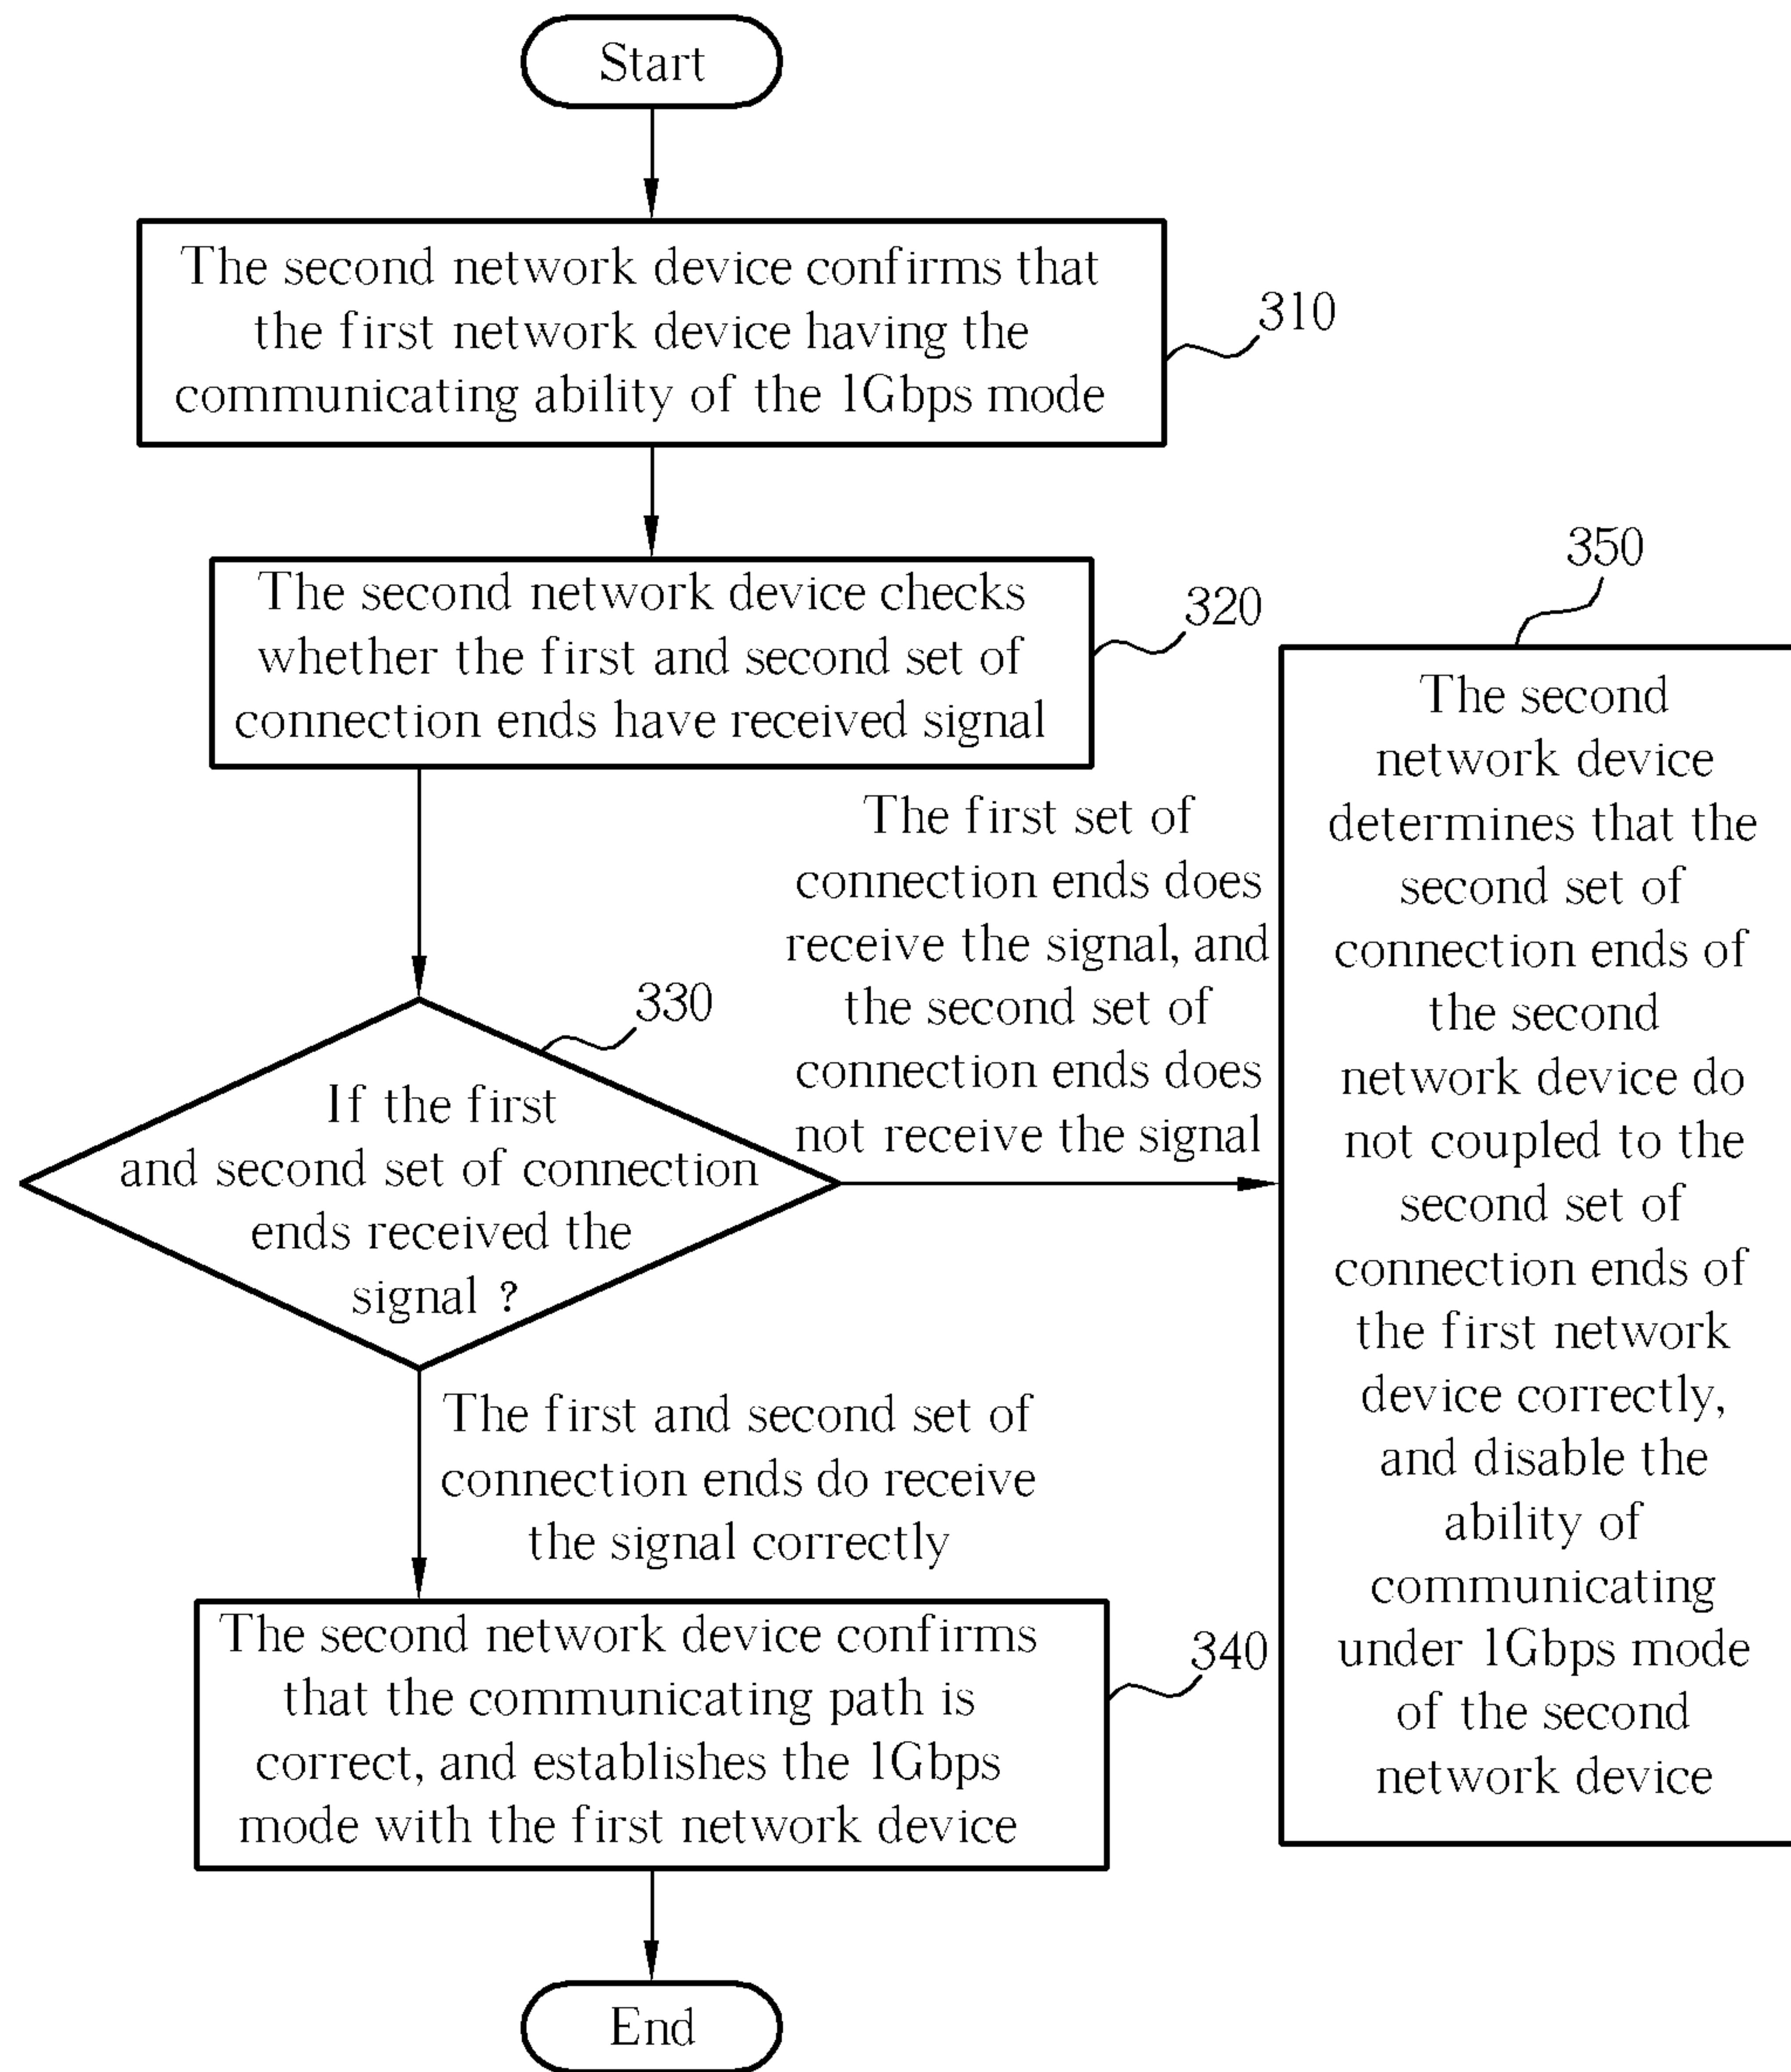 Start
The second network device confirms that
the first network device having the
communicating ability of the 1Gbps mode
310
The second network device checks
whether the first and second set of
connection ends have received signal
320
If the first
and second set of connection
ends received the
signal ?
330
The first set of
connection ends does
receive the signal, and
the second set of
connection ends does
not receive the signal
350
The second
network device
determines that the
second set of
connection ends of
the second
network device do
not coupled to the
second set of
connection ends of
the first network
device correctly,
and disable the
ability of
communicating
under 1Gbps mode
of the second
network device
The first and second set of
connection ends do receive
the signal correctly
The second network device confirms
that the communicating path is
correct, and establishes the 1Gbps
mode with the first network device
340
End